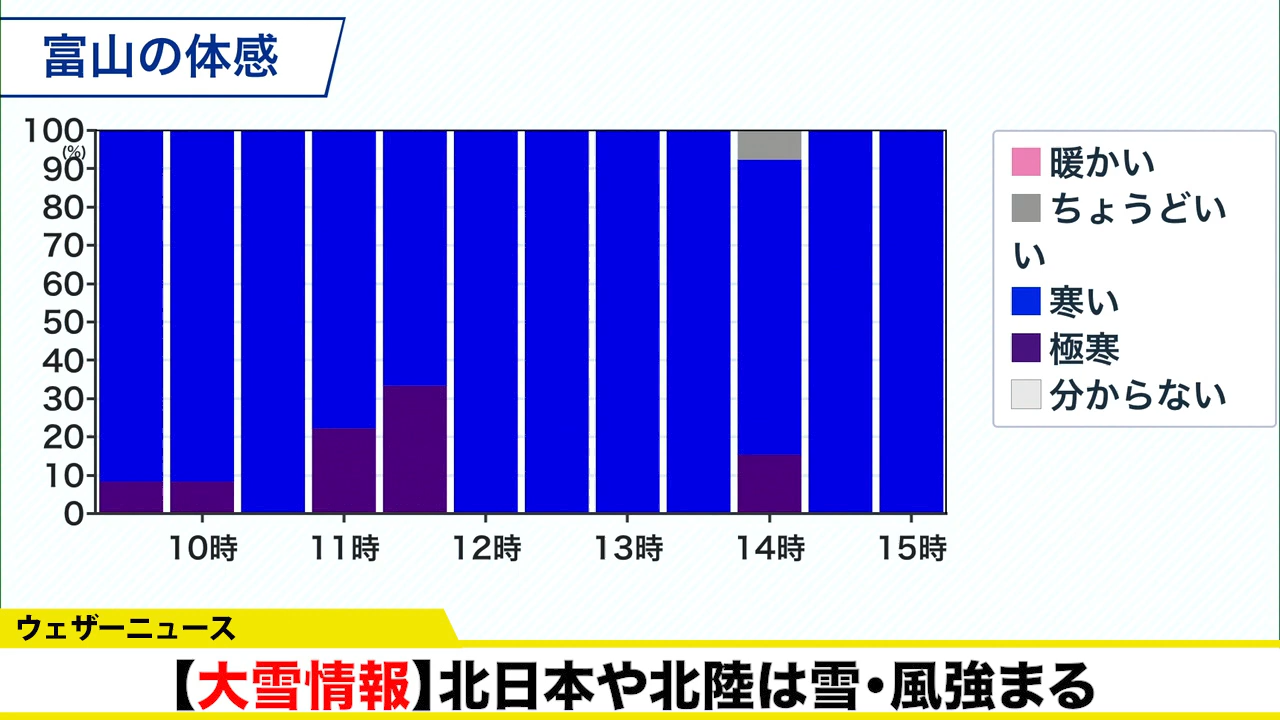 富山の体感
100
(%)
90
80
70
60
50
40
30
20
10
0
10時 11時 12時 13時 14時 15時
暖かい
ちょうどい
い
寒い
極寒
分からない
ウェザーニュース
【大雪情報】北日本や北陸は雪・風強まる